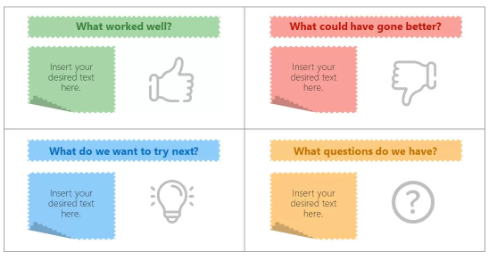 What worked well?
Insert your
desired text
here.
What could have gone better?
Insert your
desired text
here.
What do we want to try next?
Insert your
desired text
here.
What questions do we have?
Insert your
desired text
here.
?